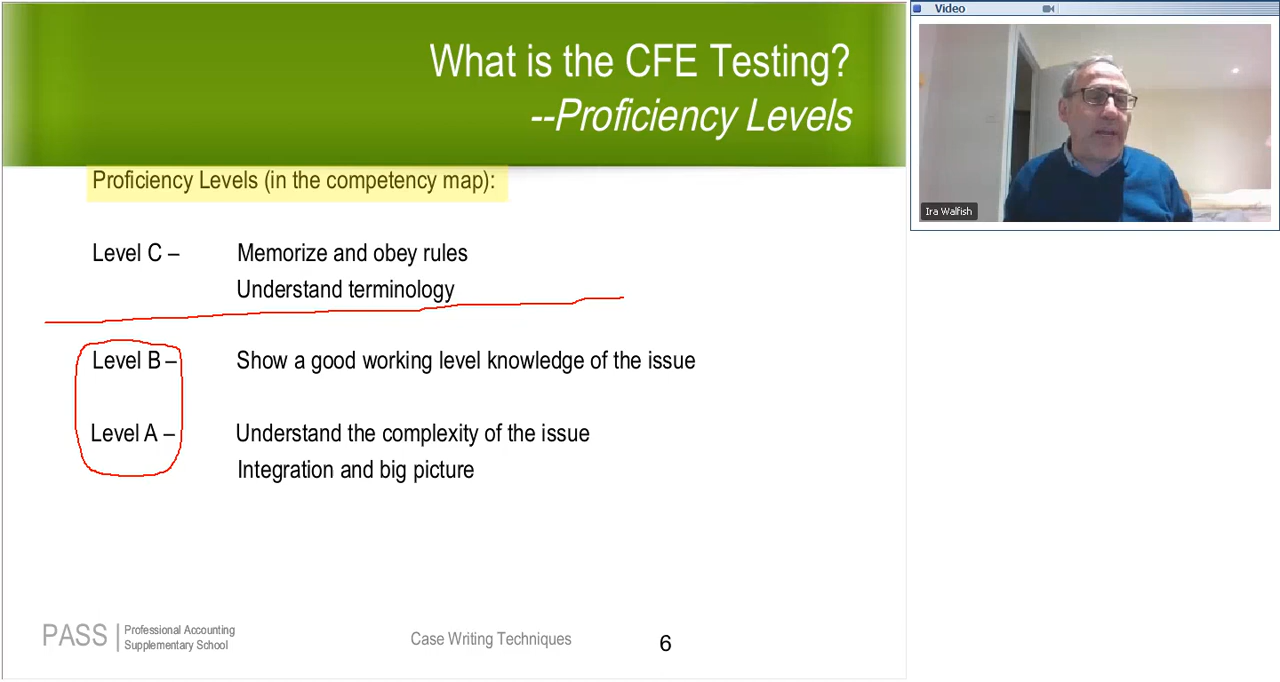 What is the CFE Testing?
--Proficiency Levels
Proficiency Levels (in the competency map):
Level C – Memorize and obey rules
Understand terminology
Level B – Show a good working level knowledge of the issue
Level A – Understand the complexity of the issue
Integration and big picture
PASS
Professional Accounting
Supplementary School
Case Writing Techniques
6
Video
Ira Walfish